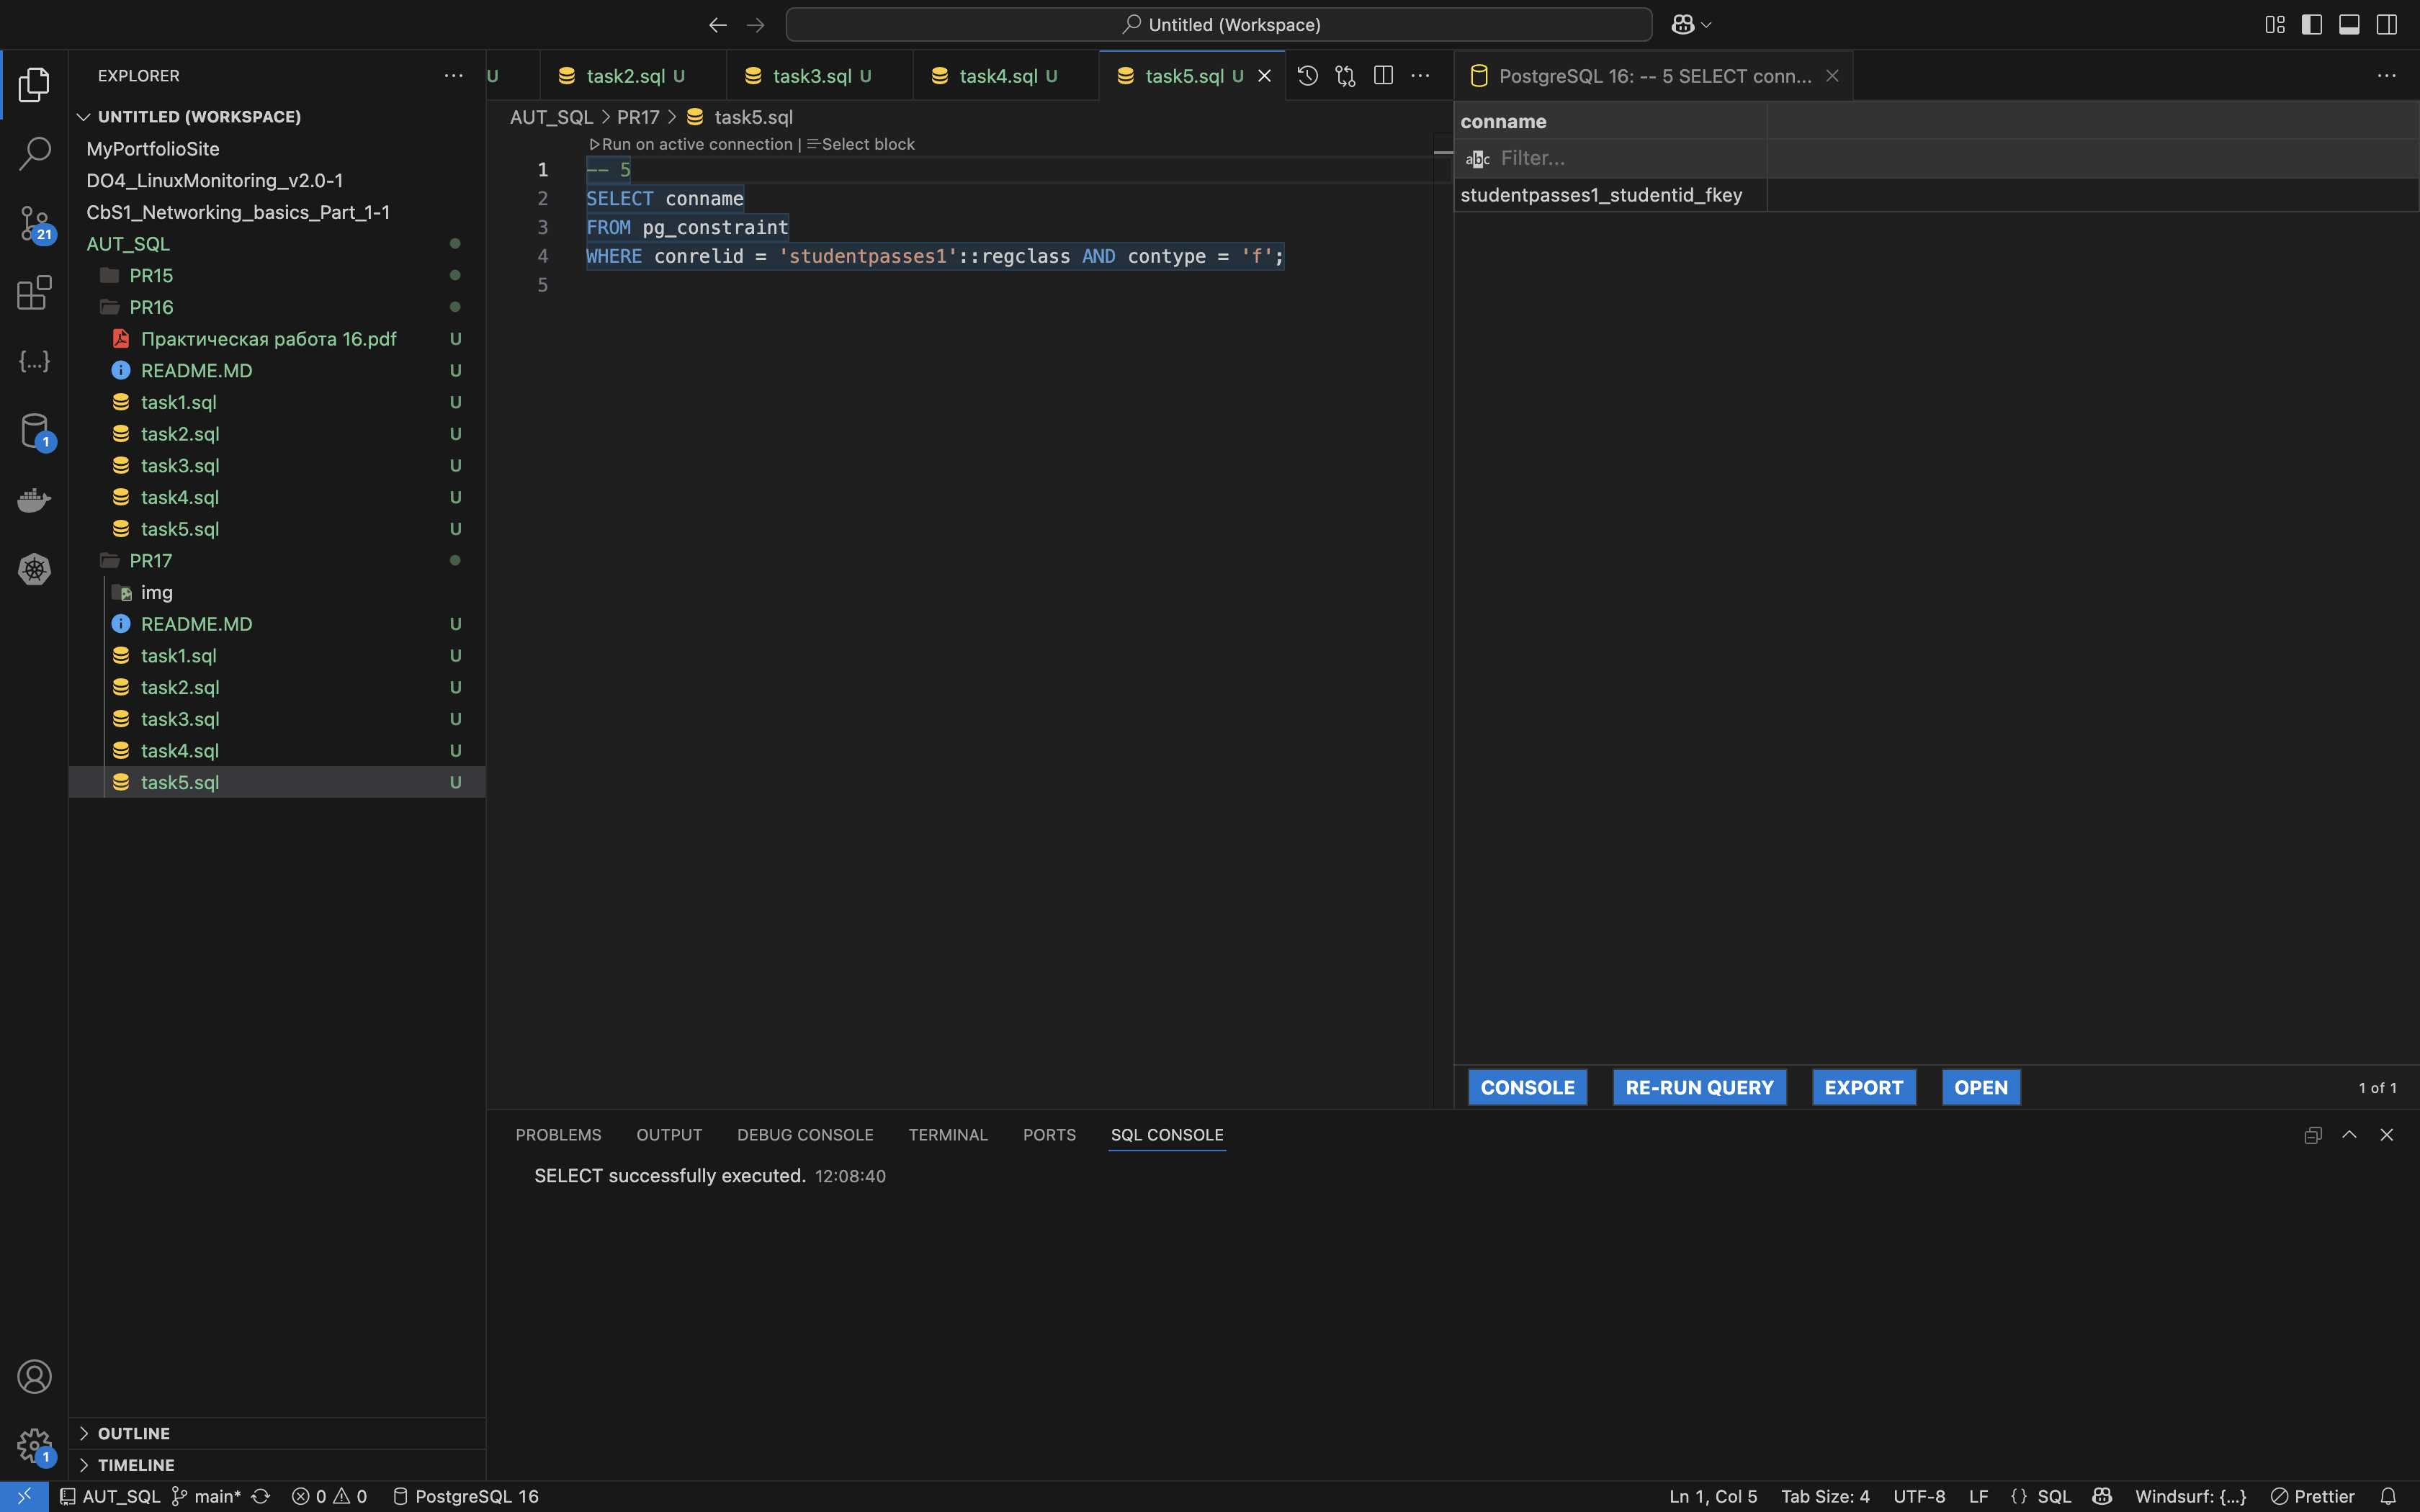 Untitled (Workspace)
EXPLORER
UNTITLED (WORKSPACE)
MyPortfolioSite
DO4_LinuxMonitoring_v2.0-1
CbS1_Networking_basics_Part_1-1
AUT_SQL
PR15
PR16
Практическая работа 16.pdf U
README.MD U
task1.sql U
task2.sql U
task3.sql U
task4.sql U
task5.sql U
PR17
img
README.MD U
task1.sql U
task2.sql U
task3.sql U
task4.sql U
task5.sql U
OUTLINE
TIMELINE
21
1
1
U task2.sql U task3.sql U task4.sql U task5.sql U
AUT_SQL > PR17 > task5.sql
Run on active connection | Select block
1 -- 5
2 SELECT conname
3 FROM pg_constraint
4 WHERE conrelid = 'studentpasses1'::regclass AND contype = 'f';
5
PostgreSQL 16: -- 5 SELECT conn...
conname
abc Filter...
studentpasses1_studentid_fkey
CONSOLE RE-RUN QUERY EXPORT OPEN 1 of 1
PROBLEMS OUTPUT DEBUG CONSOLE TERMINAL PORTS SQL CONSOLE
SELECT successfully executed. 12:08:40
AUT_SQL main* 0 0 PostgreSQL 16 Ln 1, Col 5 Tab Size: 4 UTF-8 LF {} SQL Windsurf: {...} Prettier